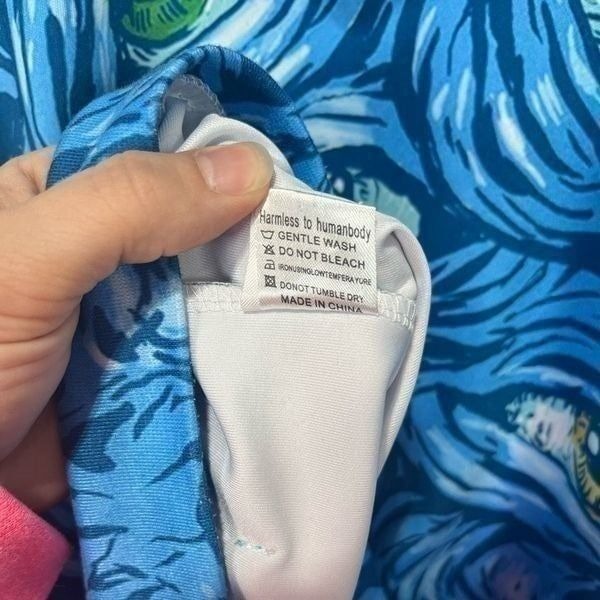 Harmless to humanbody
GENTLE WASH
DO NOT BLEACH
IRONUSINGLOWTEMPERAYURE
DONOT TUMBLE DRY
MADE IN CHINA